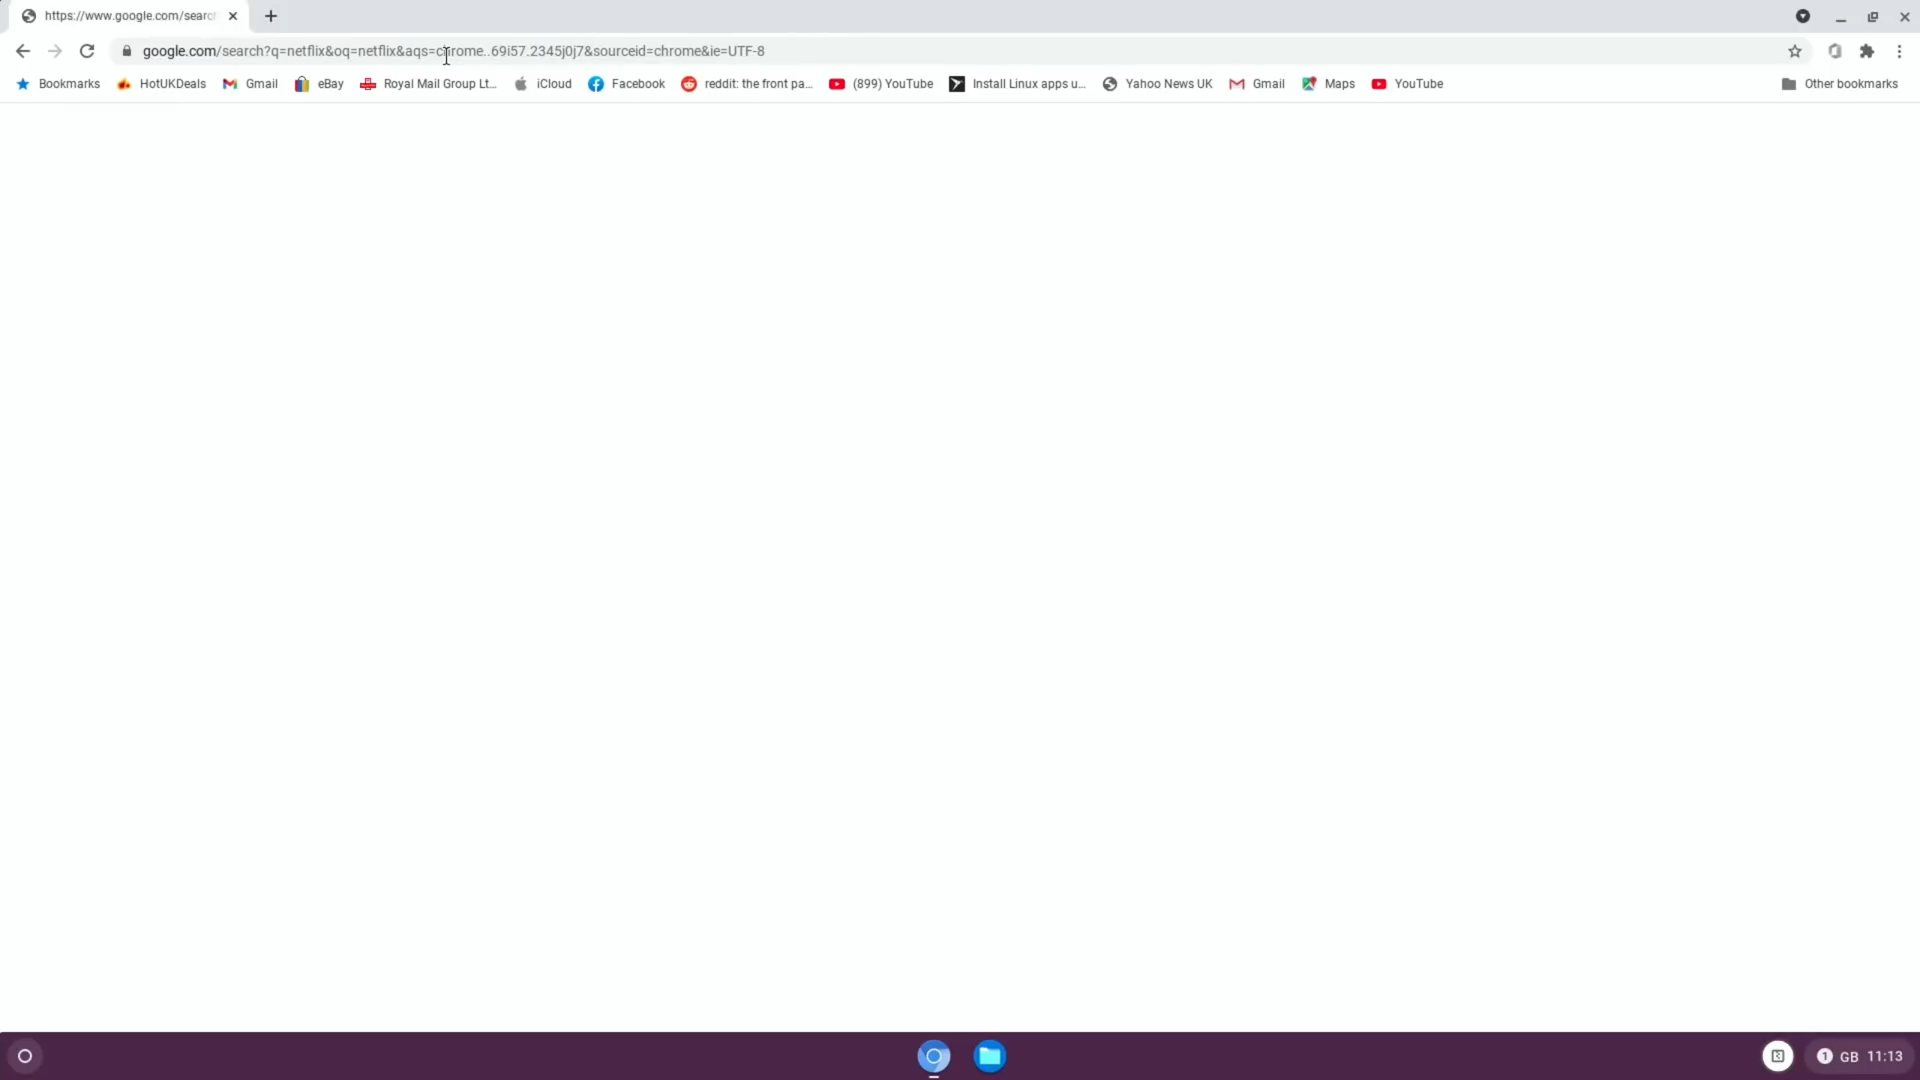 https://www.google.com/searc
google.com/search?q=netflix&oq=netflix&aqs=chrome..69i57.2345j0j7&sourceid=chrome&ie=UTF-8
Bookmarks HotUKDeals Gmail eBay Royal Mail Group Lt... iCloud Facebook reddit: the front pa... (899) YouTube Install Linux apps u... Yahoo News UK Gmail Maps YouTube Other bookmarks
1 GB 11:13